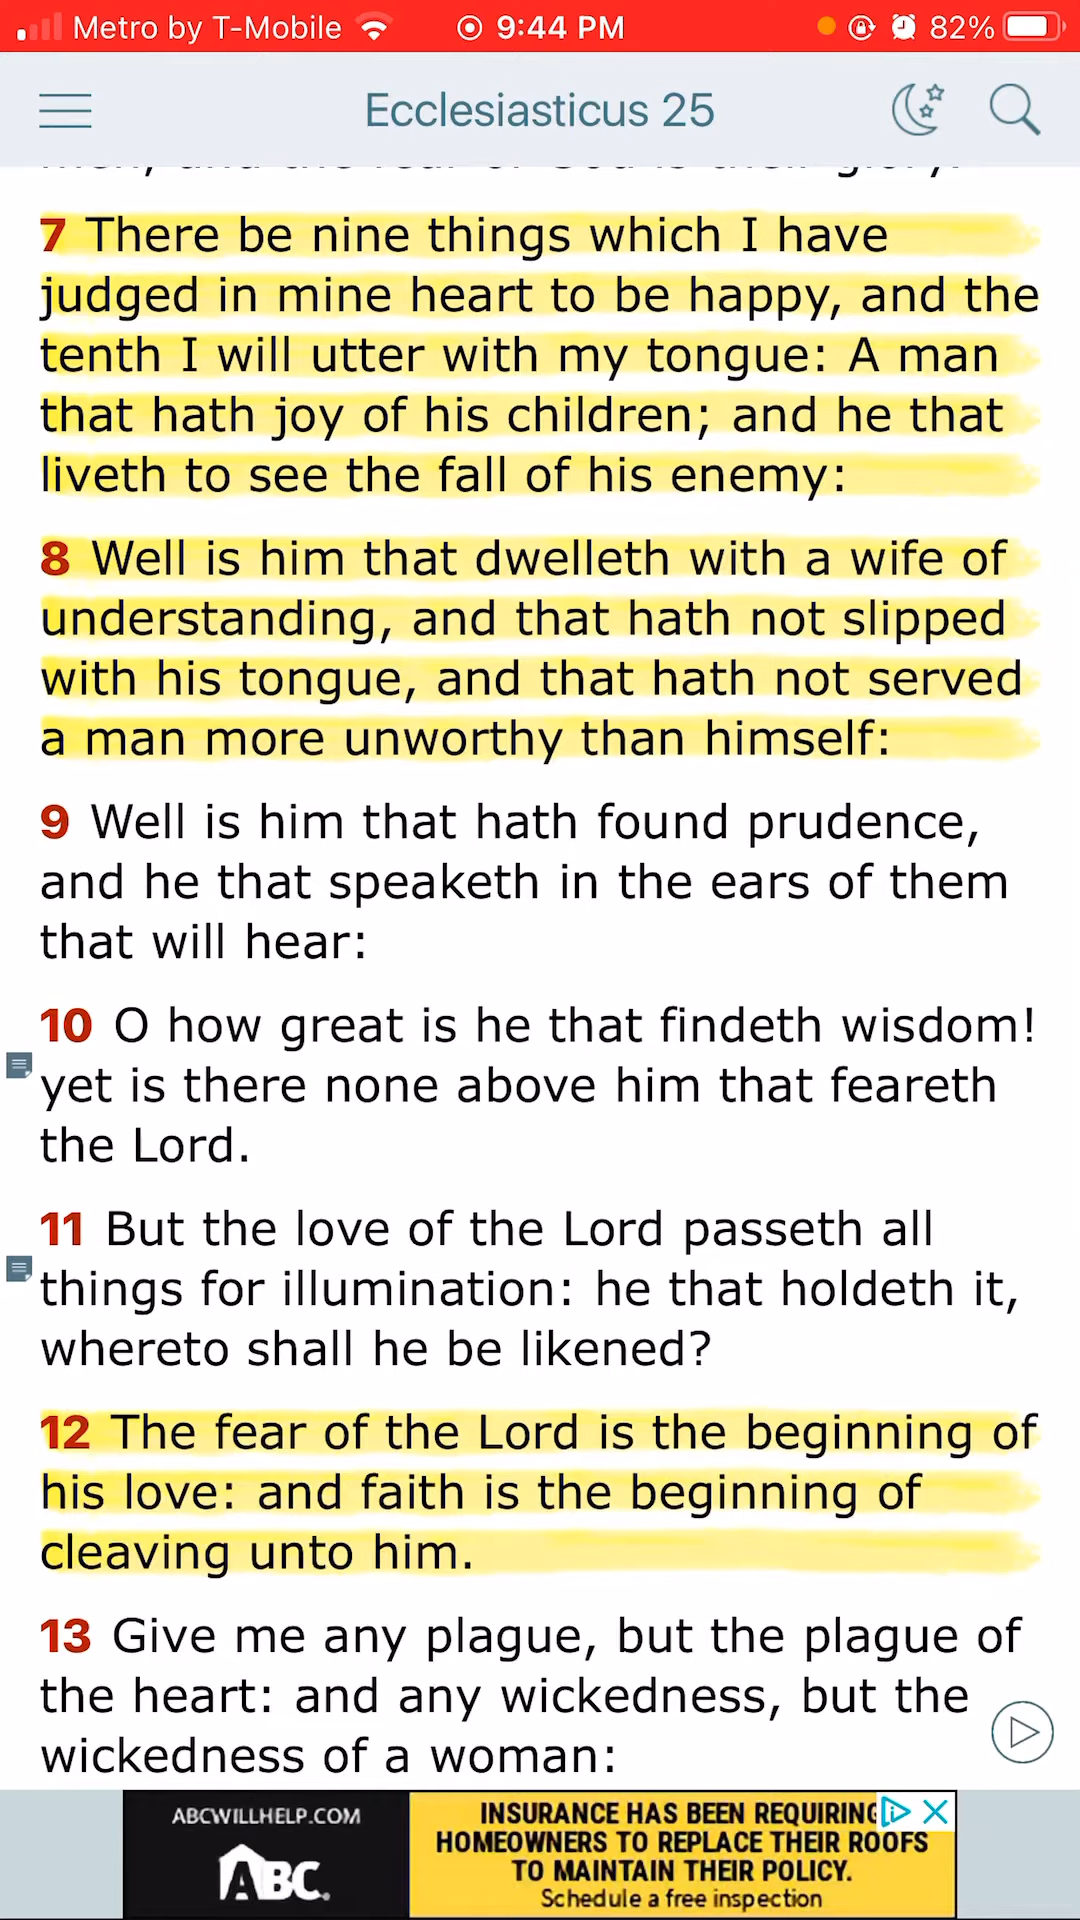 Metro by T-Mobile 9:44 PM 82%
Ecclesiasticus 25
men, and the fear of God is their glory.
7 There be nine things which I have
judged in mine heart to be happy, and the
tenth I will utter with my tongue: A man
that hath joy of his children; and he that
liveth to see the fall of his enemy:
8 Well is him that dwelleth with a wife of
understanding, and that hath not slipped
with his tongue, and that hath not served
a man more unworthy than himself:
9 Well is him that hath found prudence,
and he that speaketh in the ears of them
that will hear:
10 O how great is he that findeth wisdom!
yet is there none above him that feareth
the Lord.
11 But the love of the Lord passeth all
things for illumination: he that holdeth it,
whereto shall he be likened?
12 The fear of the Lord is the beginning of
his love: and faith is the beginning of
cleaving unto him.
13 Give me any plague, but the plague of
the heart: and any wickedness, but the
wickedness of a woman:
ABCWILLHELP.COM
ABC
INSURANCE HAS BEEN REQUIRING
HOMEOWNERS TO REPLACE THEIR ROOFS
TO MAINTAIN THEIR POLICY.
Schedule a free inspection